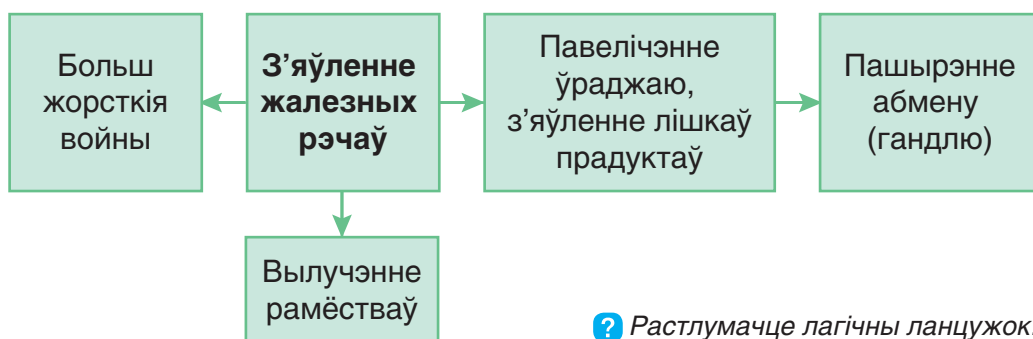 Больш
жорсткія
войны
З’яўленне
жалезных
рэчаў
Павелічэнне
ўраджаю,
з’яўленне лішкаў
прадуктаў
Пашырэнне
абмену
(гандлю)
Вылучэнне
рамёстваў
? Растлумачце лагічны ланцужок.